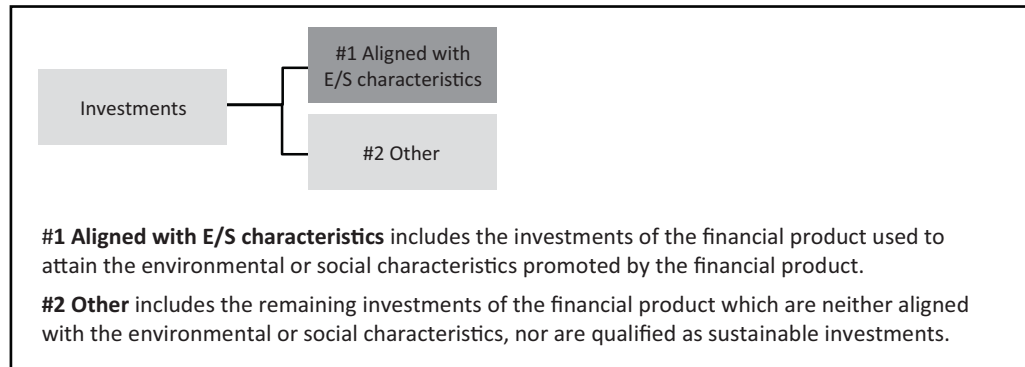 #1 Aligned with
E/S characteristics
Investments
#2 Other
#1 Aligned with E/S characteristics includes the investments of the financial product used to
attain the environmental or social characteristics promoted by the financial product.
#2 Other includes the remaining investments of the financial product which are neither aligned
with the environmental or social characteristics, nor are qualified as sustainable investments.